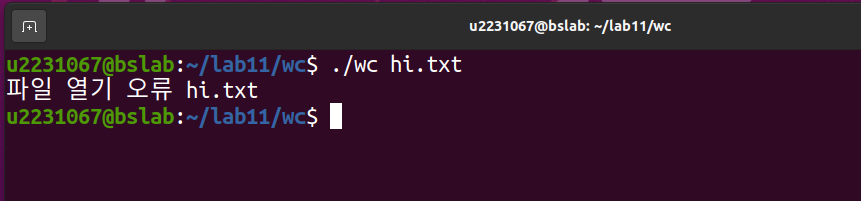 u2231067@bslab: ~/lab11/wc
u2231067@bslab:~/lab11/wc$ ./wc hi.txt
파일 열기 오류 hi.txt
u2231067@bslab:~/lab11/wc$